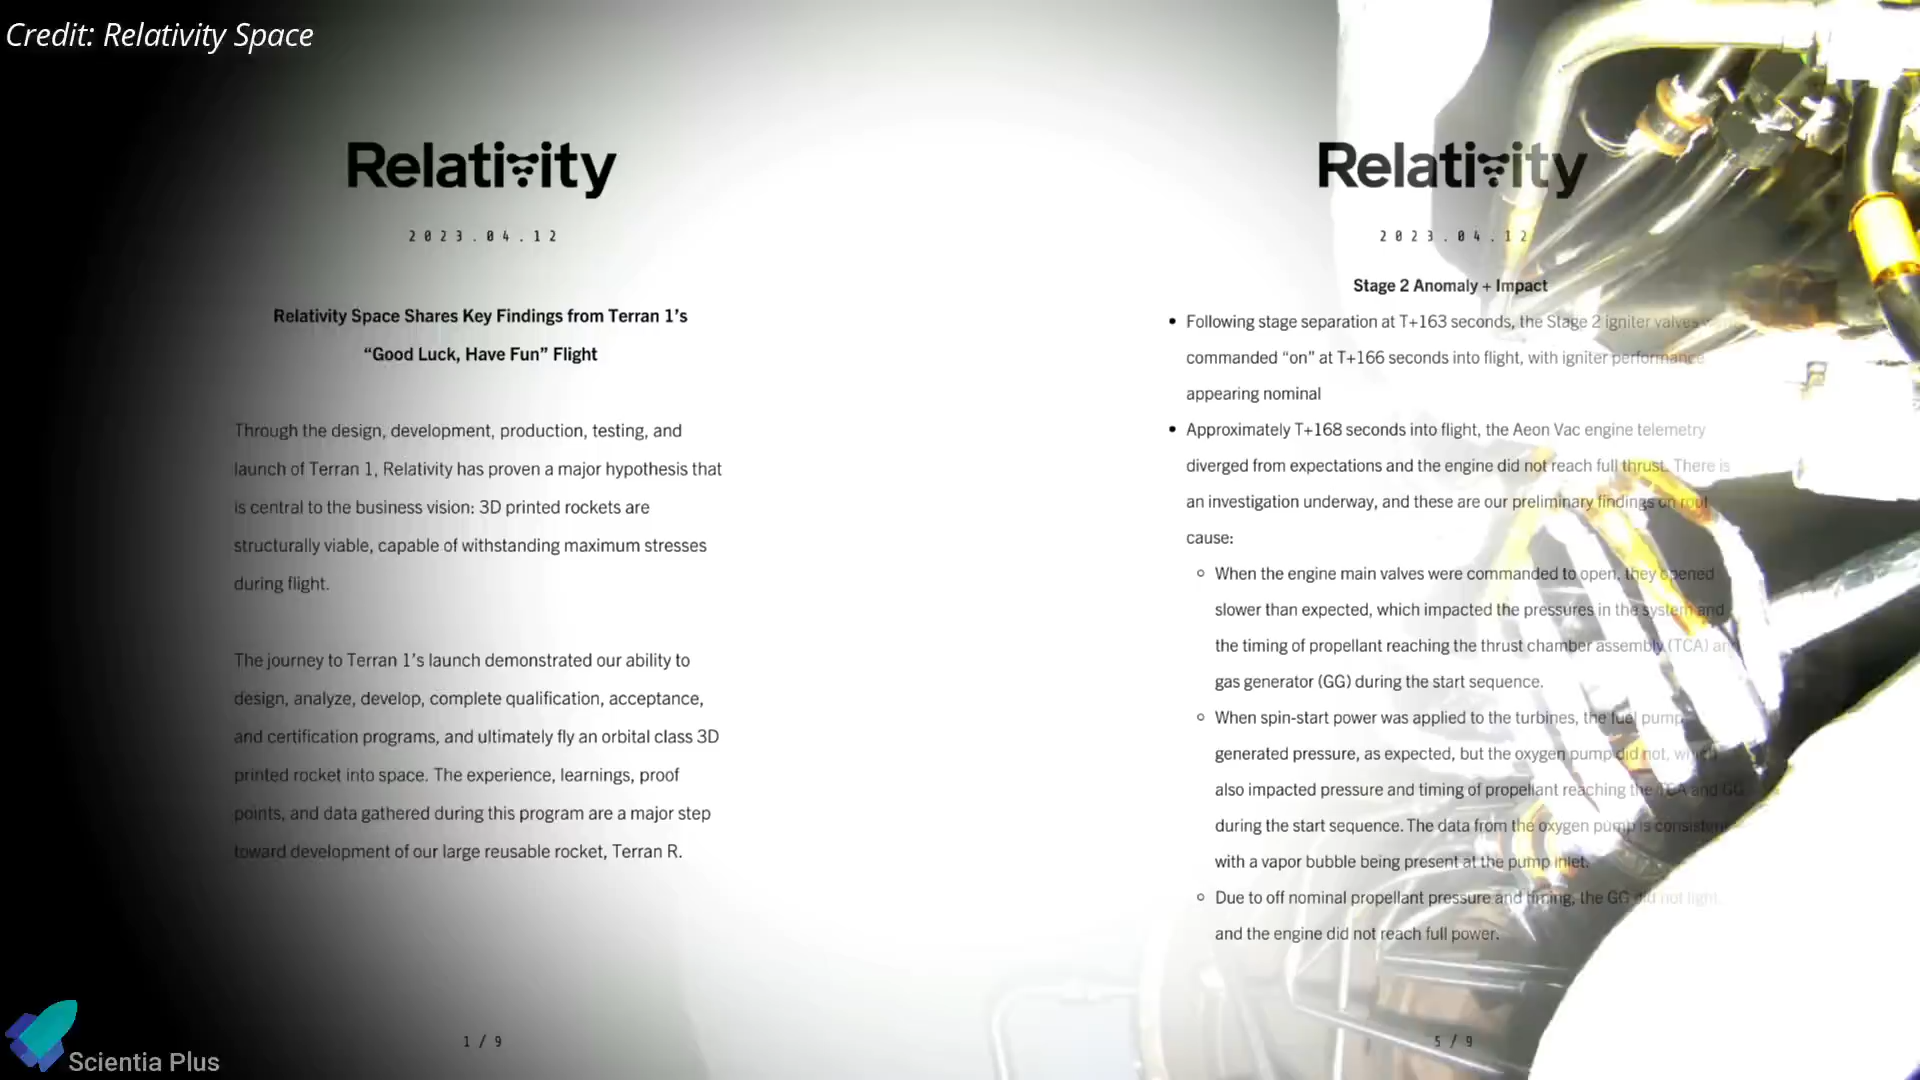 Credit: Relativity Space
Relativity
2023.04.12
Relativity Space Shares Key Findings from Terran 1’s
“Good Luck, Have Fun” Flight
Through the design, development, production, testing, and
launch of Terran 1, Relativity has proven a major hypothesis that
is central to the business vision: 3D printed rockets are
structurally viable, capable of withstanding maximum stresses
during flight.
The journey to Terran 1’s launch demonstrated our ability to
design, analyze, develop, complete qualification, acceptance,
and certification programs, and ultimately fly an orbital class 3D
printed rocket into space. The experience, learnings, proof
points, and data gathered during this program are a major step
toward development of our large reusable rocket, Terran R.
1 / 9
Relativity
2023.04.12
Stage 2 Anomaly + Impact
• Following stage separation at T+163 seconds, the Stage 2 igniter valves
commanded “on” at T+166 seconds into flight, with igniter performance
appearing nominal
• Approximately T+168 seconds into flight, the Aeon Vac engine telemetry
diverged from expectations and the engine did not reach full thrust. There is
an investigation underway, and these are our preliminary findings on root
cause:
○ When the engine main valves were commanded to open, they opened
slower than expected, which impacted the pressures in the system and
the timing of propellant reaching the thrust chamber assembly (TCA) and
gas generator (GG) during the start sequence.
○ When spin-start power was applied to the turbines, the fuel pump
generated pressure, as expected, but the oxygen pump did not, which
also impacted pressure and timing of propellant reaching the TCA and GG
during the start sequence. The data from the oxygen pump is consistent
with a vapor bubble being present at the pump inlet.
○ Due to off nominal propellant pressure and timing, the GG did not light,
and the engine did not reach full power.
5 / 9
Scientia Plus